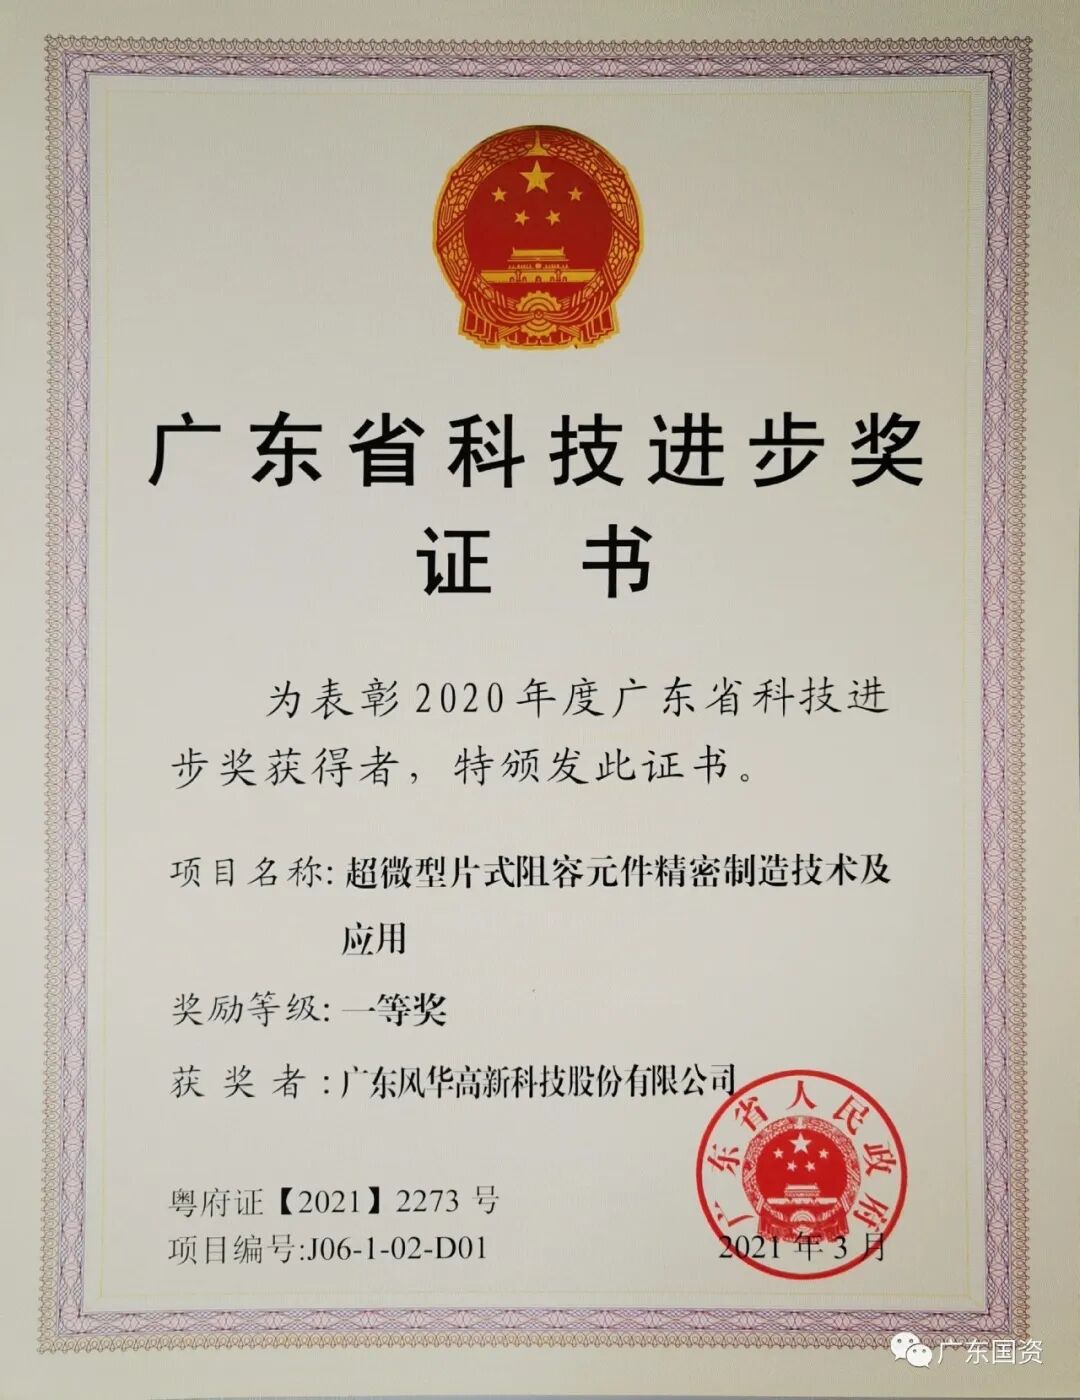 广东省科技进步奖
证书
为表彰2020年度广东省科技进
步奖获得者，特颁发此证书。
项目名称:超微型片式阻容元件精密制造技术及
应用
奖励等级:一等奖
获奖者:广东风华高新科技股份有限公司
广东省人民政府
粤府证【2021】2273号
项目编号:J06-1-02-D01
2021年3月
广东国资